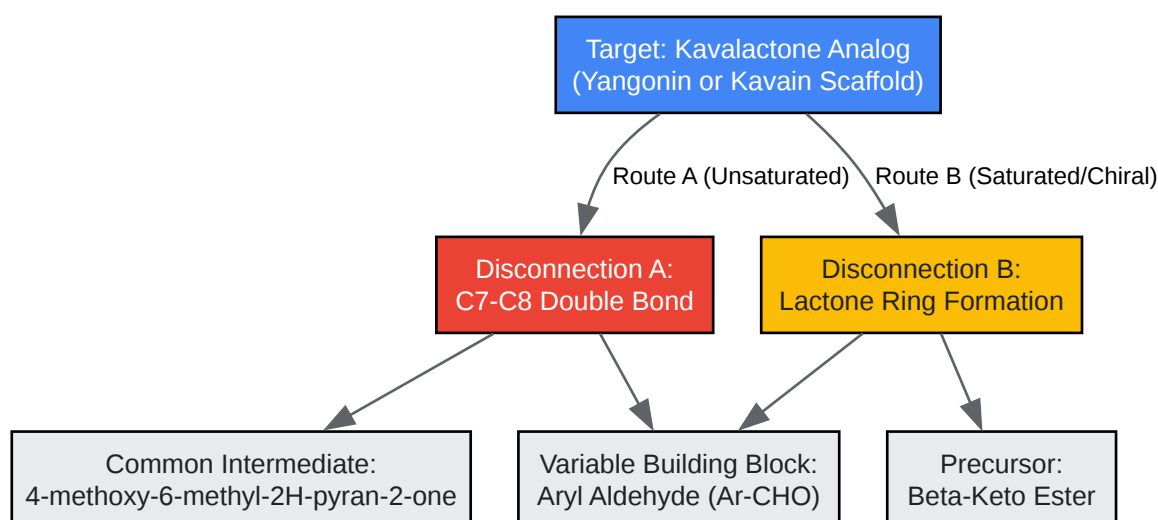 Target: Kavalactone Analog
(Yangonin or Kavain Scaffold)
Route A (Unsaturated)
Route B (Saturated/Chiral)
Disconnection A:
C7-C8 Double Bond
Disconnection B:
Lactone Ring Formation
Common Intermediate:
4-methoxy-6-methyl-2H-pyran-2-one
Variable Building Block:
Aryl Aldehyde (Ar-CHO)
Precursor:
Beta-Keto Ester